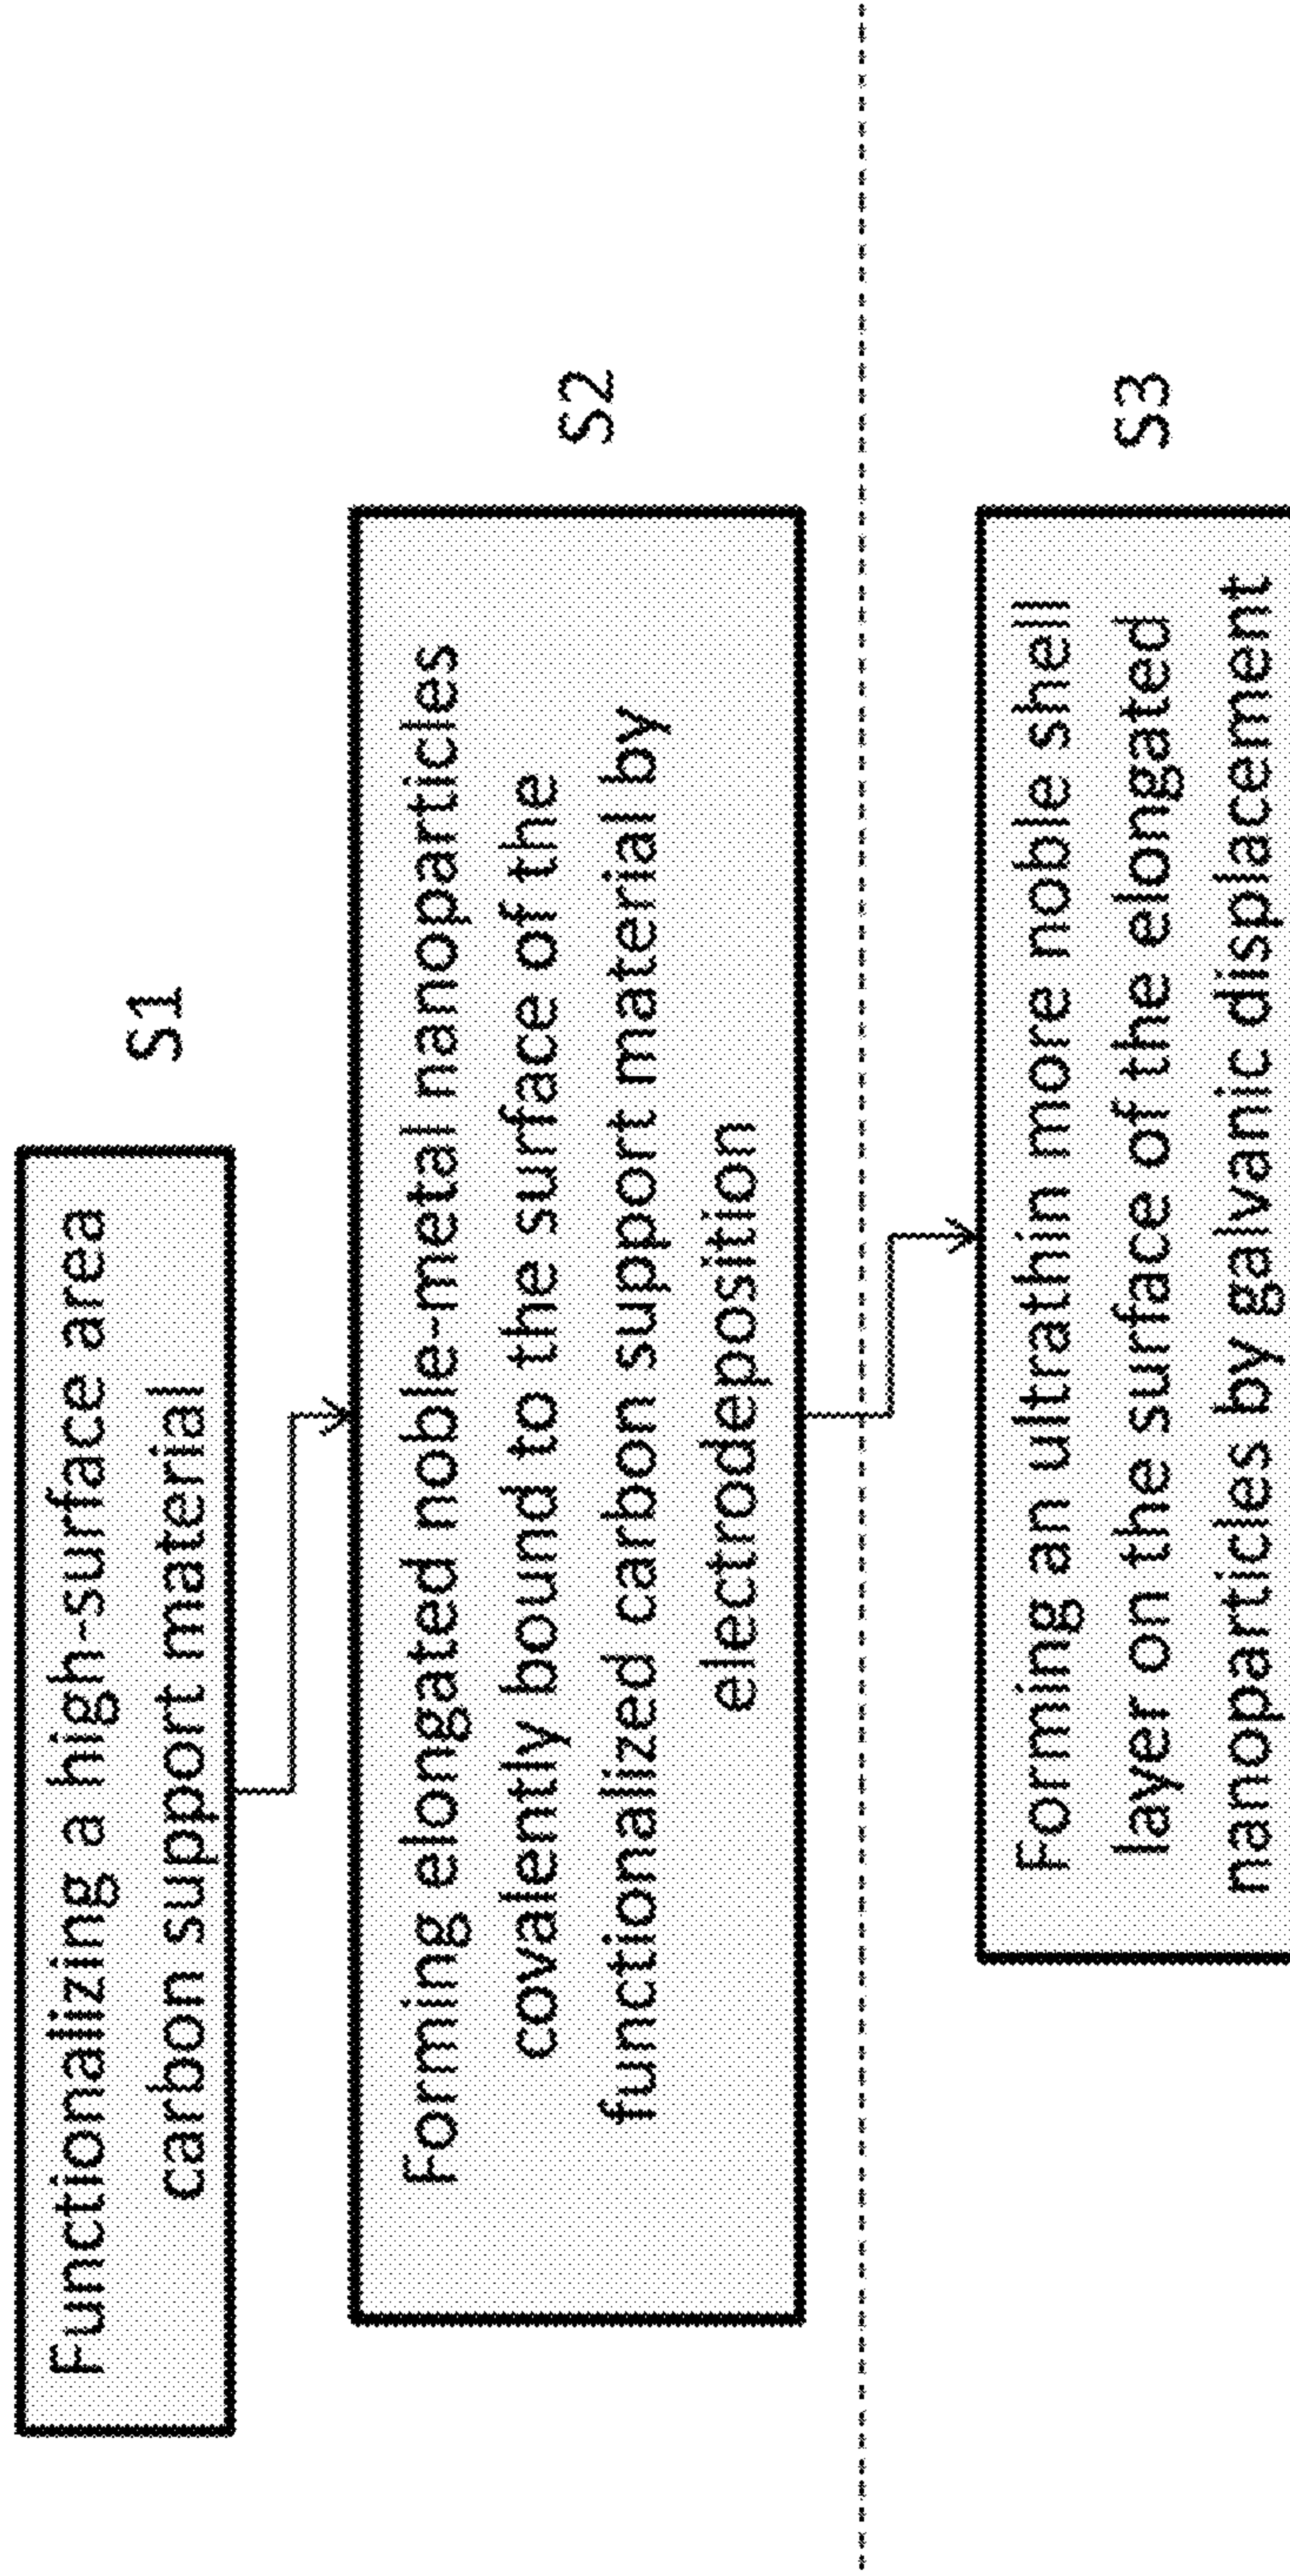 Functionalizing a high-surface area
carbon support material
S1
Forming elongated noble-metal nanoparticles
covalently bound to the surface of the
functionalized carbon support material by
electrodeposition
S2
Forming an ultrathin more noble shell
layer on the surface of the elongated
nanoparticles by galvanic displacement
S3